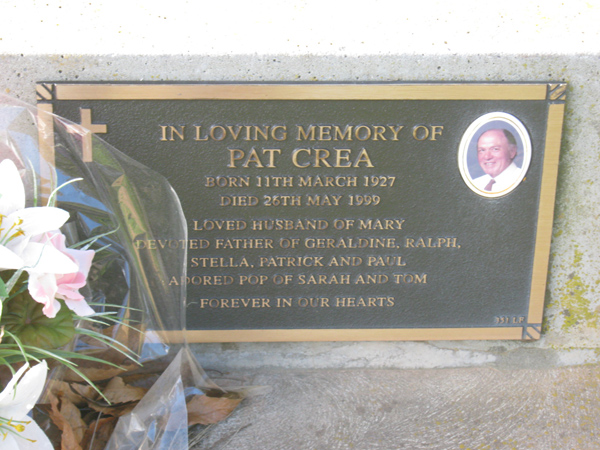 IN LOVING MEMORY OF
PAT CREA
BORN 11TH MARCH 1927
DIED 26TH MAY 1999
LOVED HUSBAND OF MARY
DEVOTED FATHER OF GERALDINE, RALPH,
STELLA, PATRICK AND PAUL
ADORED POP OF SARAH AND TOM
FOREVER IN OUR HEARTS